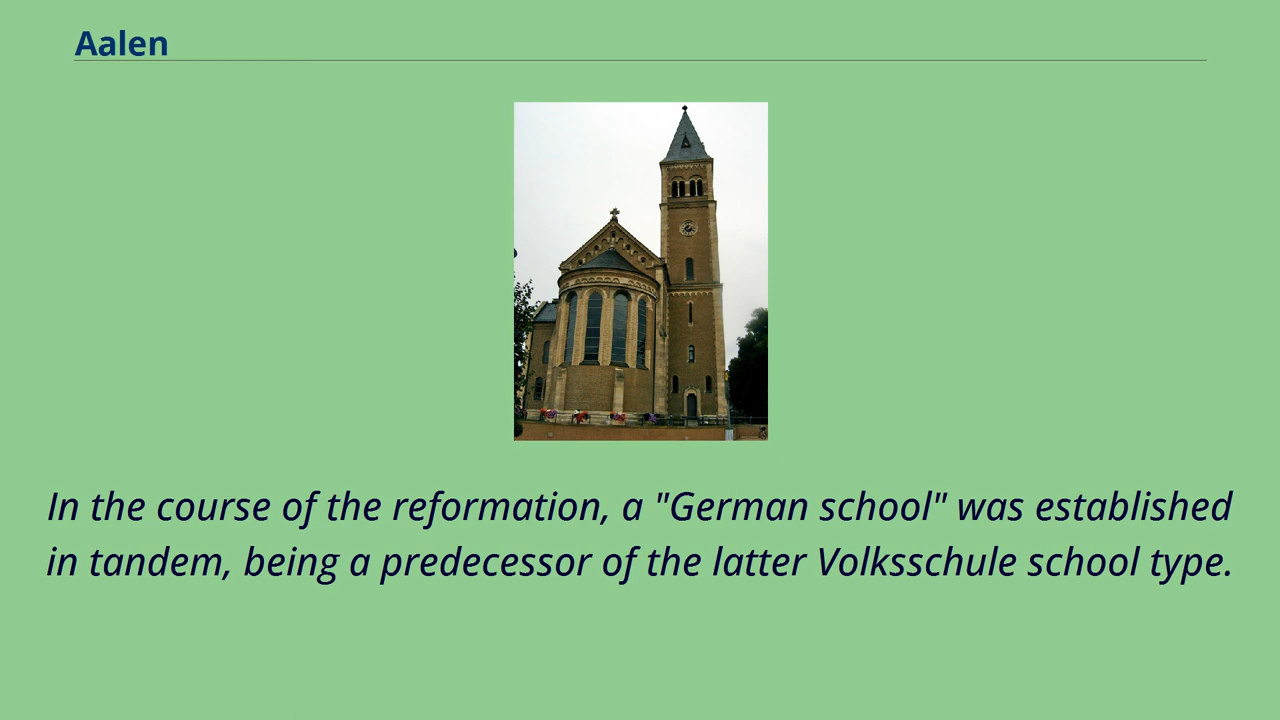 Aalen
In the course of the reformation, a "German school" was established
in tandem, being a predecessor of the latter Volksschule school type.